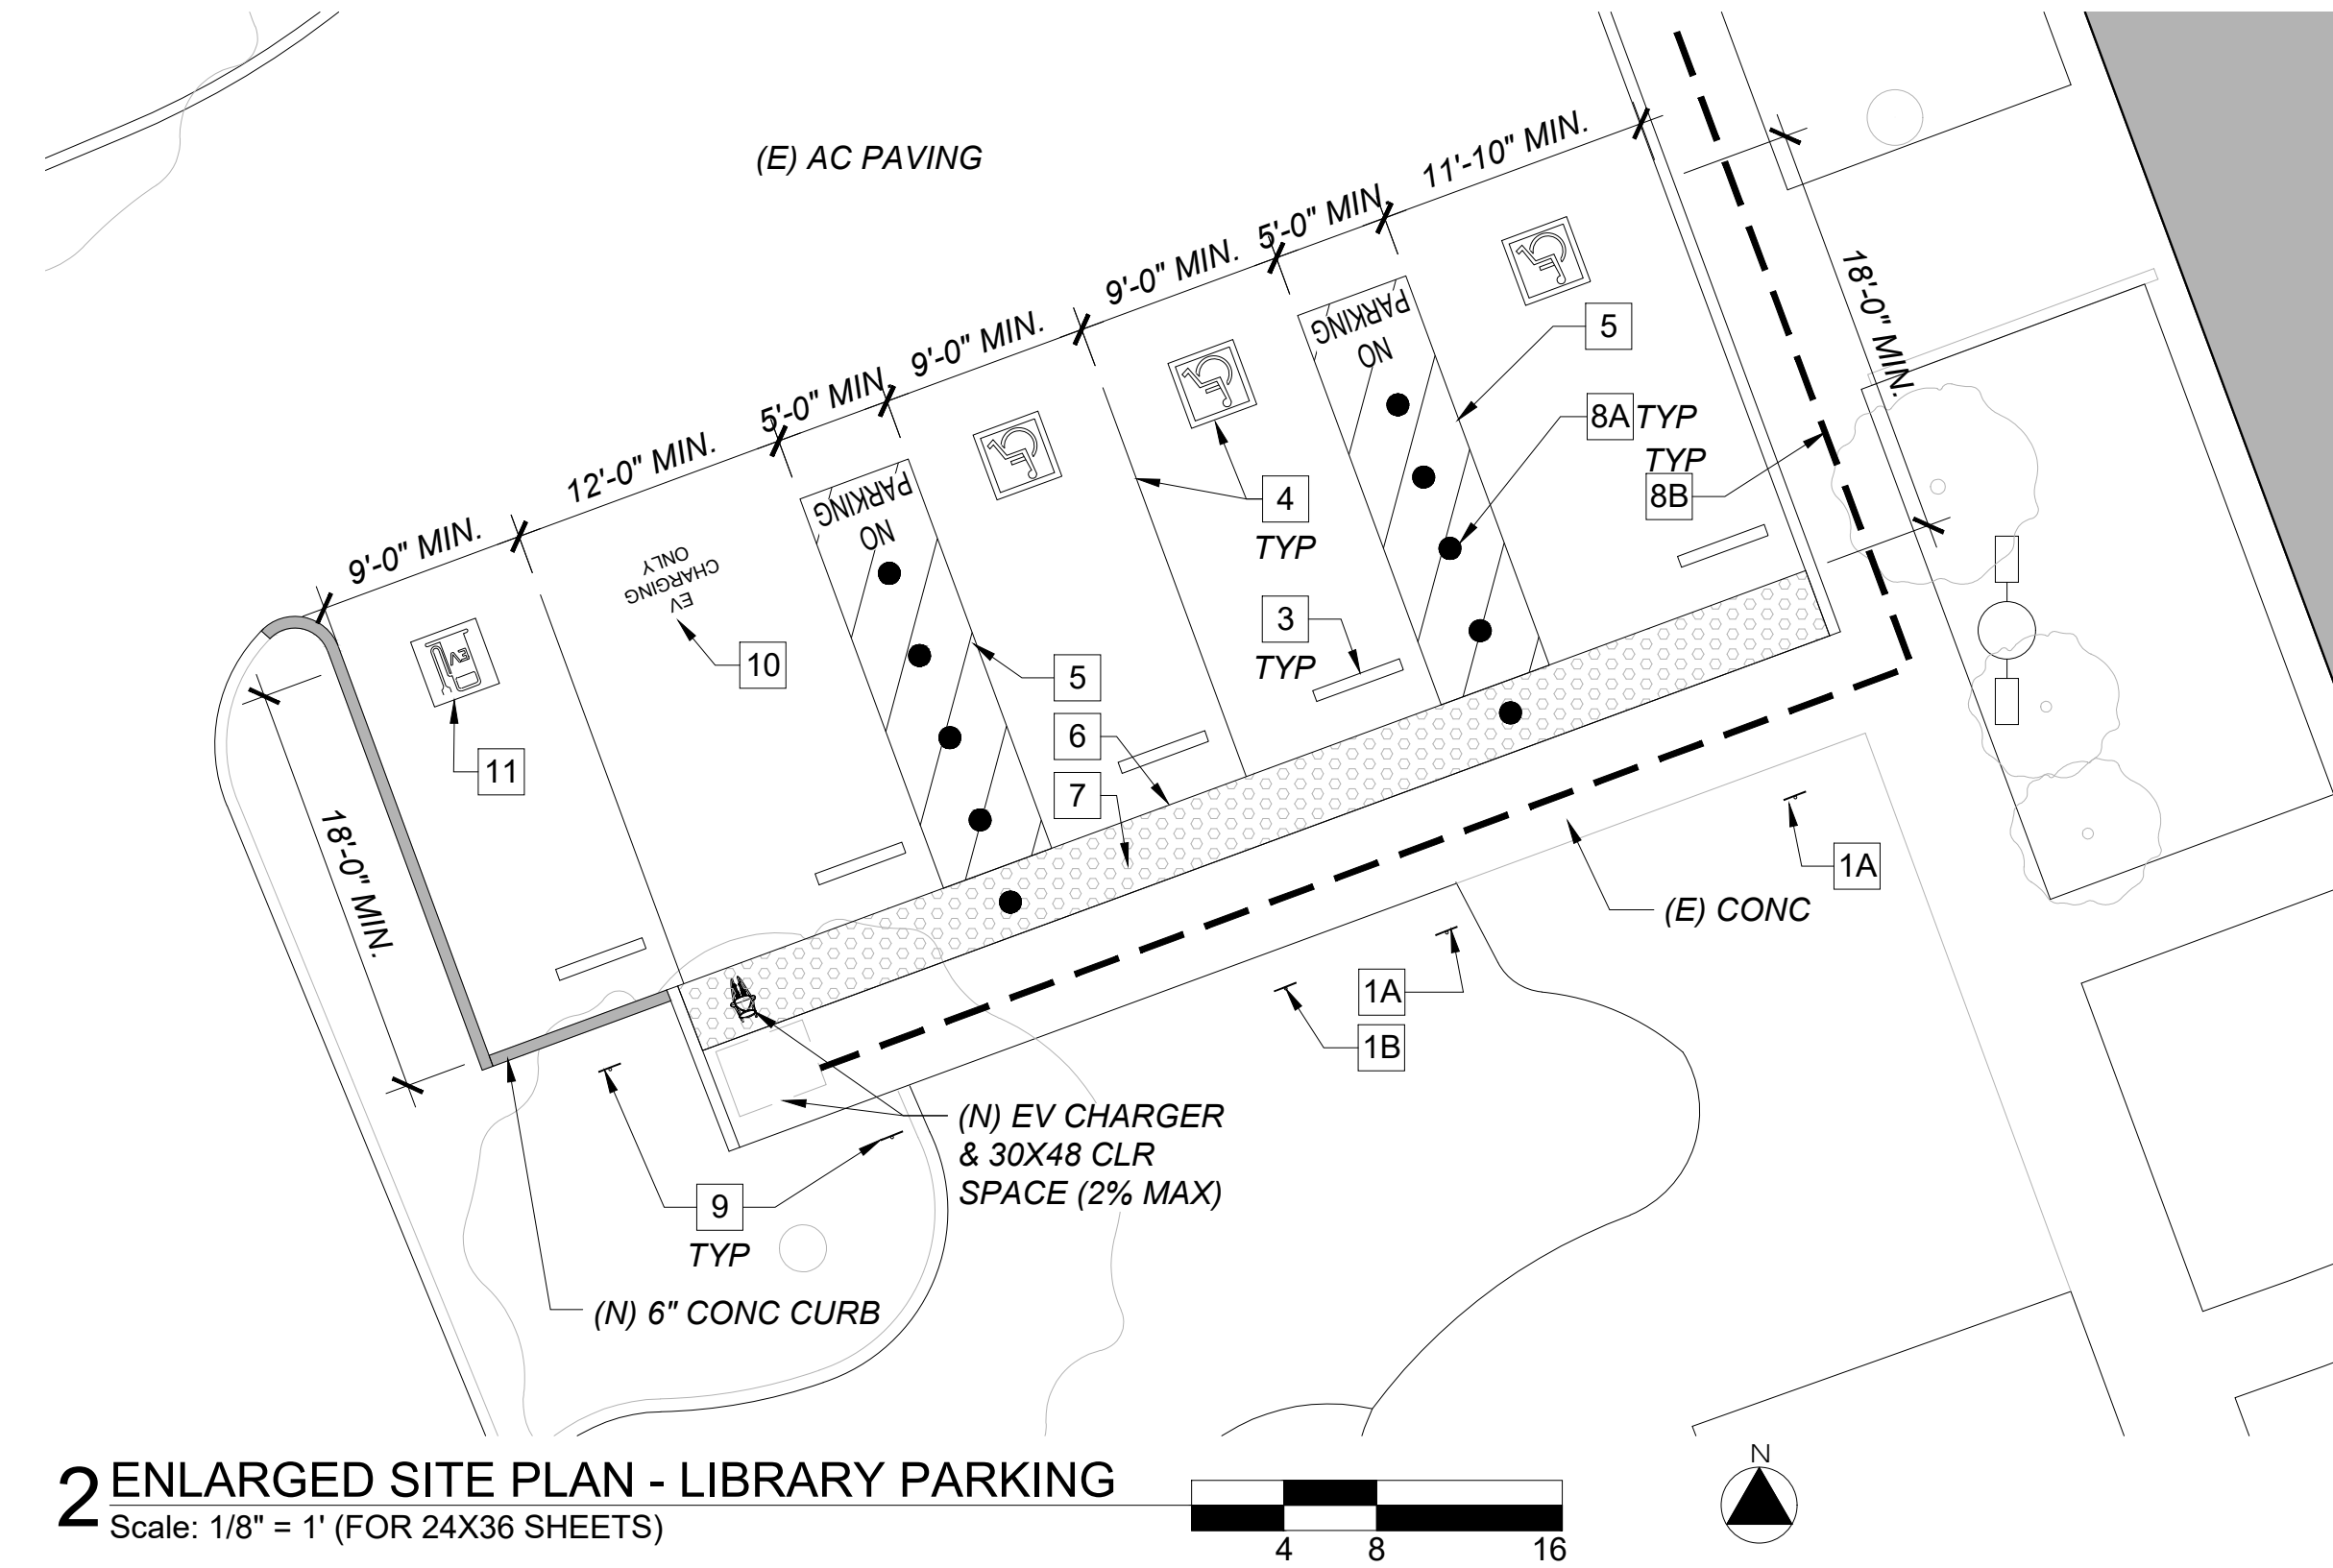 (E) AC PAVING
11'-10" MIN.
5'-0" MIN.
9'-0" MIN.
9'-0" MIN.
5'-0" MIN.
12'-0" MIN.
9'-0" MIN.
18'-0" MIN.
NO
PARKING
5
8A TYP
TYP
8B
4
TYP
3
TYP
NO
PARKING
EV
CHARGING
ONLY
10
EV
11
5
6
7
18'-0" MIN.
1A
(E) CONC
1A
1B
(N) EV CHARGER
& 30X48 CLR
SPACE (2% MAX)
9
TYP
(N) 6" CONC CURB
2 ENLARGED SITE PLAN - LIBRARY PARKING
Scale: 1/8" = 1' (FOR 24X36 SHEETS)
4 8 16
N